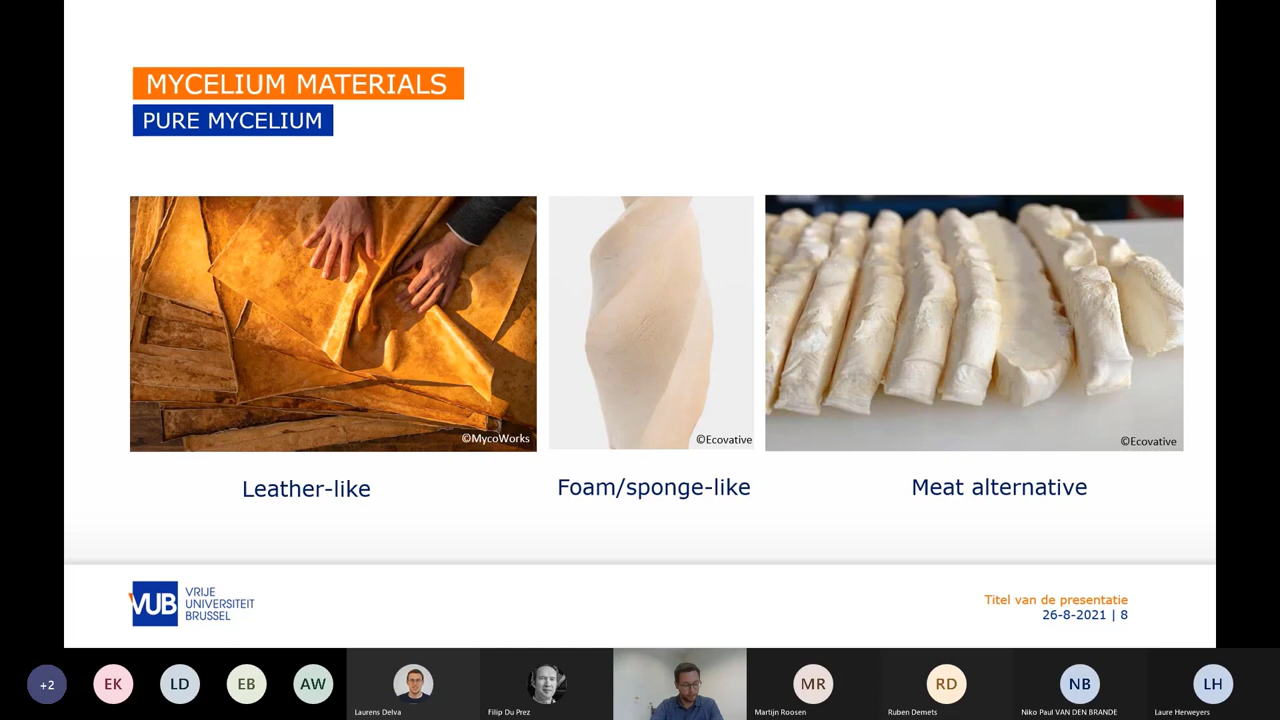 MYCELIUM MATERIALS
PURE MYCELIUM
©MycoWorks
©Ecovative
©Ecovative
Leather-like
Foam/sponge-like
Meat alternative
VUB
VRIJE
UNIVERSITEIT
BRUSSEL
Titel van de presentatie
26-8-2021 | 8
+2
EK
LD
EB
AW
Laurens Delva
Filip Du Prez
MR
Martijn Roosen
RD
Ruben Demets
NB
Niko Paul VAN DEN BRANDE
LH
Laure Herweyers